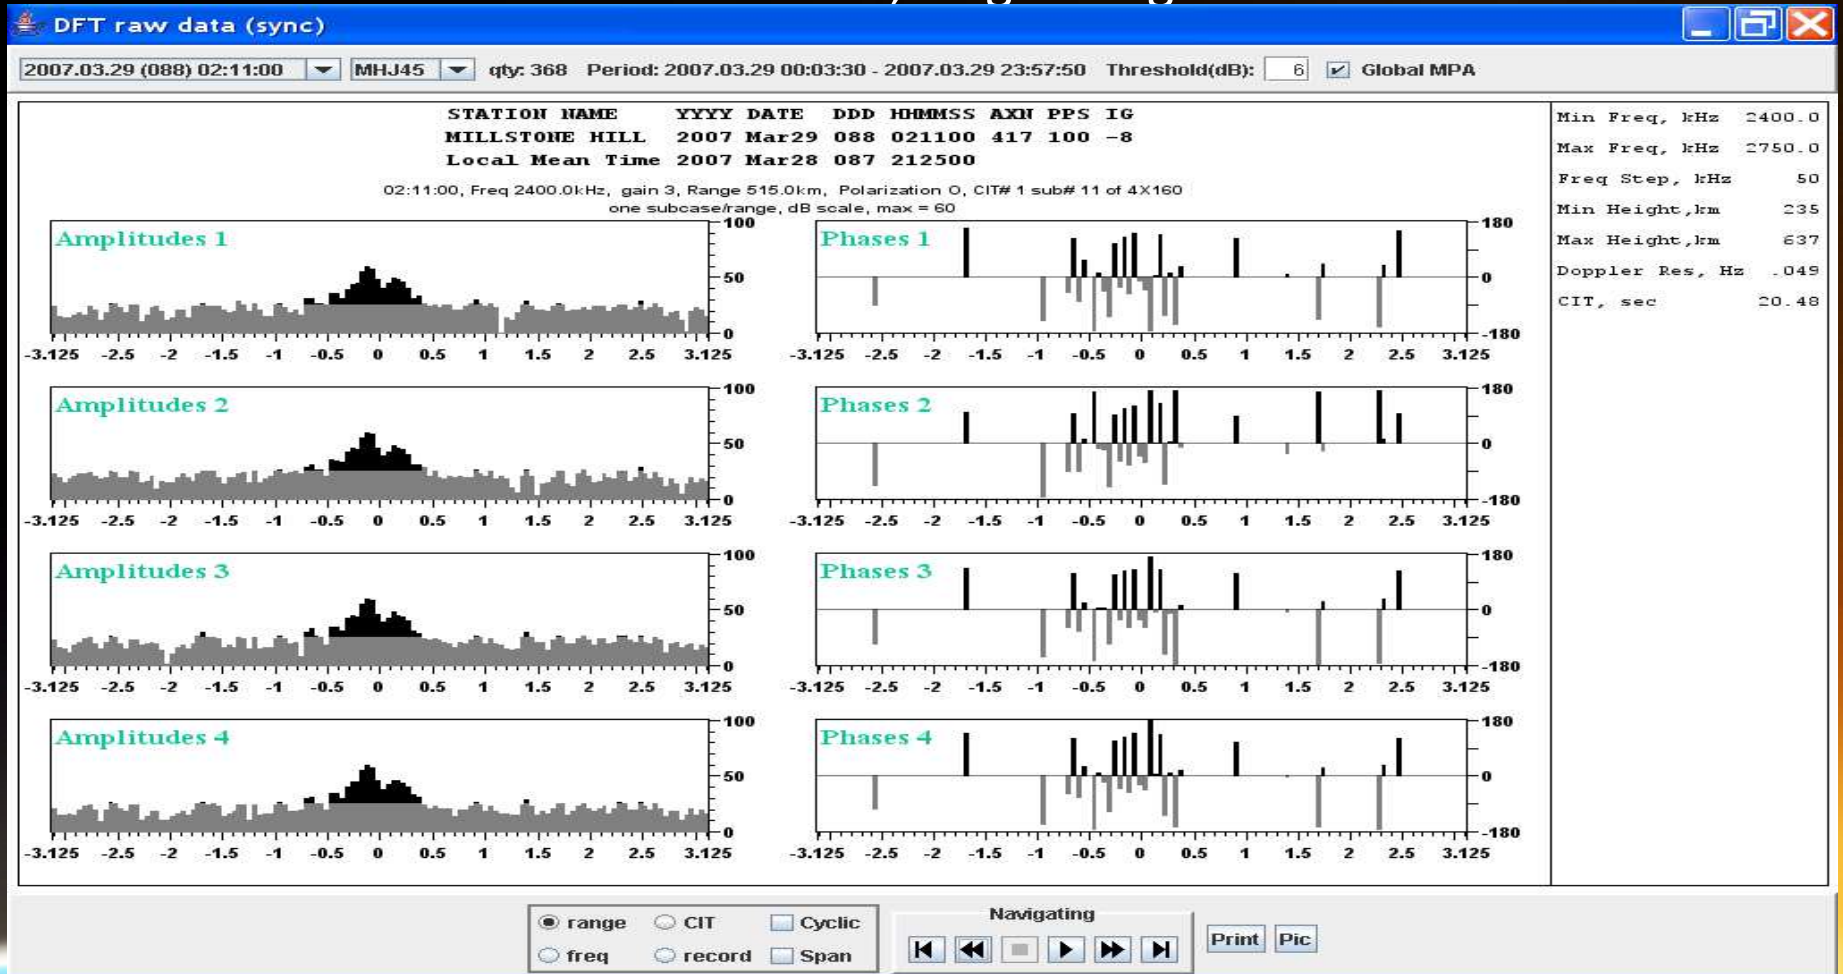 DFT raw data (sync)
2007.03.29 (088) 02:11:00 MHJ45 qty: 368 Period: 2007.03.29 00:03:30 - 2007.03.29 23:57:50 Threshold(dB): 6 Global MPA
STATION NAME YYYY DATE DDD HHMMSS AXN PPS IG
MILLSTONE HILL 2007 Mar29 088 021100 417 100 -8
Local Mean Time 2007 Mar28 087 212500
02:11:00, Freq 2400.0kHz, gain 3, Range 515.0km, Polarization O, CIT# 1 sub# 11 of 4X160
one subcase/range, dB scale, max = 60
Min Freq, kHz 2400.0
Max Freq, kHz 2750.0
Freq Step, kHz 50
Min Height,km 235
Max Height,km 637
Doppler Res, Hz .049
CIT, sec 20.48
Amplitudes 1
100
50
0
-3.125 -2.5 -2 -1.5 -1 -0.5 0 0.5 1 1.5 2 2.5 3.125
Phases 1
180
0
-180
-3.125 -2.5 -2 -1.5 -1 -0.5 0 0.5 1 1.5 2 2.5 3.125
Amplitudes 2
100
50
0
-3.125 -2.5 -2 -1.5 -1 -0.5 0 0.5 1 1.5 2 2.5 3.125
Phases 2
180
0
-180
-3.125 -2.5 -2 -1.5 -1 -0.5 0 0.5 1 1.5 2 2.5 3.125
Amplitudes 3
100
50
0
-3.125 -2.5 -2 -1.5 -1 -0.5 0 0.5 1 1.5 2 2.5 3.125
Phases 3
180
0
-180
-3.125 -2.5 -2 -1.5 -1 -0.5 0 0.5 1 1.5 2 2.5 3.125
Amplitudes 4
100
50
0
-3.125 -2.5 -2 -1.5 -1 -0.5 0 0.5 1 1.5 2 2.5 3.125
Phases 4
180
0
-180
-3.125 -2.5 -2 -1.5 -1 -0.5 0 0.5 1 1.5 2 2.5 3.125
range CIT Cyclic
freq record Span
Navigating
Print Pic